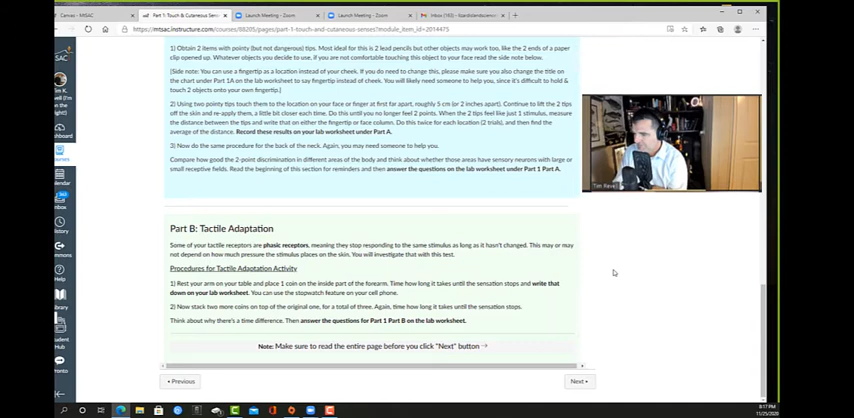 Canvas - MtSAC
Part 1: Touch & Cutaneous Sens
Launch Meeting - Zoom
Launch Meeting - Zoom
https://mtsac.instructure.com/courses/88205/pages/part-1-touch-and-cutaneous-senses?module_item_id=2014475
SAC
Tim K.
(I'm the
right)
Dashboard
Courses
Calendar
Inbox
History
Commons
Help
Library
Student
Hub
Pronto
1) Obtain 2 items with pointy (but not dangerous) tips. Most ideal for this is 2 lead pencils but other objects may work too, like the 2 ends of a paper
clip opened up. Whatever objects you decide to use, if you are not comfortable touching this object to your face read the side note below.
[Side note: You can use a fingertip as a location instead of your cheek. If you do need to change this, please make sure you also change the title on
the chart under Part 1A on the lab worksheet to say fingertip instead of cheek. You will likely need someone to help you, since it's difficult to hold &
touch 2 objects onto your own fingertip.]
2) Using two pointy tips touch them to the location on your face or finger at first far apart, roughly 5 cm (or 2 inches apart). Continue to lift the 2 tips
off the skin and re-apply them, a little bit closer each time. Do this until you no longer feel 2 points. When the 2 tips feel like just 1 stimulus, measure
the distance between the tips and write that on either the fingertip or face column. Do this twice for each location (2 trials), and then find the
average of the distance. Record these results on your lab worksheet under Part A.
3) Now do the same procedure for the back of the neck. Again, you may need someone to help you.
Compare how good the 2-point discrimination in different areas of the body and think about whether those areas have sensory neurons with large or
small receptive fields. Read the beginning of this section for reminders and then answer the questions on the lab worksheet under Part 1 Part A.
Part B: Tactile Adaptation
Some of your tactile receptors are phasic receptors, meaning they stop responding to the same stimulus as long as it hasn't changed. This may or may
not depend on how much pressure the stimulus places on the skin. You will investigate that with this test.
Procedures for Tactile Adaptation Activity
1) Rest your arm on your table and place 1 coin on the inside part of the forearm. Time how long it takes until the sensation stops and write that
down on your lab worksheet. You can use the stopwatch feature on your cell phone.
2) Now stack two more coins on top of the original one, for a total of three. Again, time how long it takes until the sensation stops.
Think about why there's a time difference. Then answer the questions for Part 1 Part B on the lab worksheet.
Note: Make sure to read the entire page before you click "Next" button →
◂ Previous
Next ▸
8:17 PM
11/25/2020